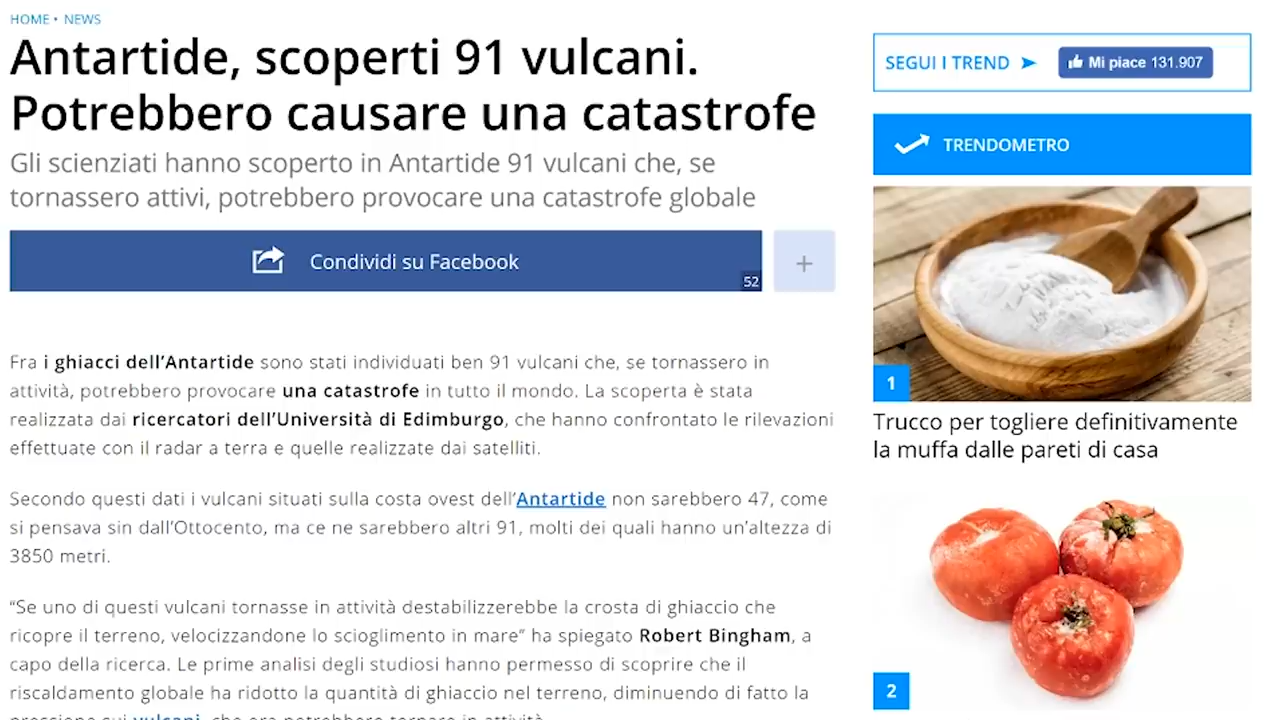 HOME • NEWS
Antartide, scoperti 91 vulcani.
Potrebbero causare una catastrofe
Gli scienziati hanno scoperto in Antartide 91 vulcani che, se
tornassero attivi, potrebbero provocare una catastrofe globale
Condividi su Facebook
52
+
Fra i ghiacci dell'Antartide sono stati individuati ben 91 vulcani che, se tornassero in
attività, potrebbero provocare una catastrofe in tutto il mondo. La scoperta è stata
realizzata dai ricercatori dell'Università di Edimburgo, che hanno confrontato le rilevazioni
effettuate con il radar a terra e quelle realizzate dai satelliti.
Secondo questi dati i vulcani situati sulla costa ovest dell'Antartide non sarebbero 47, come
si pensava sin dall'Ottocento, ma ce ne sarebbero altri 91, molti dei quali hanno un'altezza di
3850 metri.
“Se uno di questi vulcani tornasse in attività destabilizzerebbe la crosta di ghiaccio che
ricopre il terreno, velocizzandone lo scioglimento in mare” ha spiegato Robert Bingham, a
capo della ricerca. Le prime analisi degli studiosi hanno permesso di scoprire che il
riscaldamento globale ha ridotto la quantità di ghiaccio nel terreno, diminuendo di fatto la
pressione sui vulcani, che ora potrebbero tornare in attività.
SEGUI I TREND
Mi piace 131.907
TRENDOMETRO
1
Trucco per togliere definitivamente
la muffa dalle pareti di casa
2